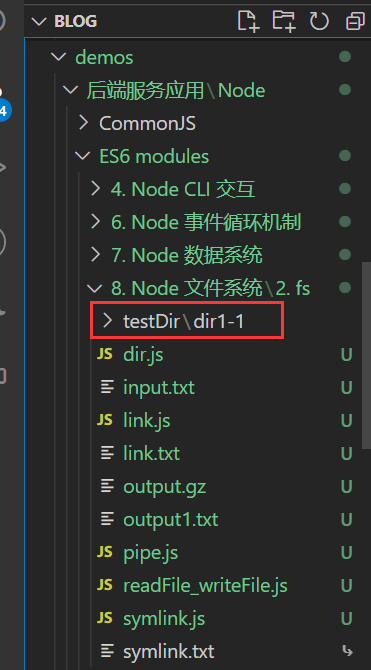 BLOG
demos
后端服务应用\Node
CommonJS
ES6 modules
4. Node CLI 交互
6. Node 事件循环机制
7. Node 数据系统
8. Node 文件系统\2. fs
testDir\dir1-1
JS dir.js U
input.txt U
JS link.js U
link.txt U
output.gz U
output1.txt U
JS pipe.js U
JS readFile_writeFile.js U
JS symlink.js U
symlink.txt
4